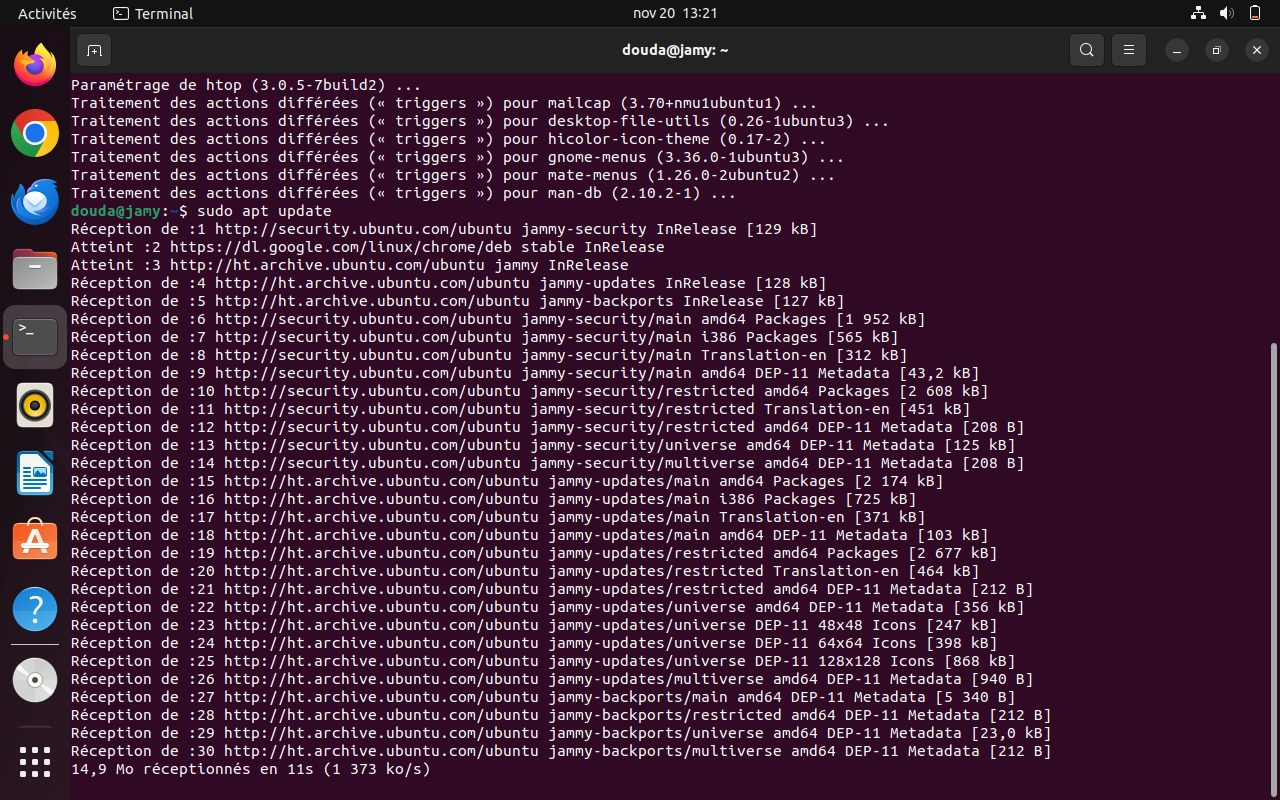 Activités
Terminal
nov 20 13:21
douda@jamy: ~
Paramétrage de htop (3.0.5-7build2) ...
Traitement des actions différées (« triggers ») pour mailcap (3.70+nmu1ubuntu1) ...
Traitement des actions différées (« triggers ») pour desktop-file-utils (0.26-1ubuntu3) ...
Traitement des actions différées (« triggers ») pour hicolor-icon-theme (0.17-2) ...
Traitement des actions différées (« triggers ») pour gnome-menus (3.36.0-1ubuntu3) ...
Traitement des actions différées (« triggers ») pour mate-menus (1.26.0-2ubuntu2) ...
Traitement des actions différées (« triggers ») pour man-db (2.10.2-1) ...
douda@jamy:~$ sudo apt update
Réception de :1 http://security.ubuntu.com/ubuntu jammy-security InRelease [129 kB]
Atteint :2 https://dl.google.com/linux/chrome/deb stable InRelease
Atteint :3 http://ht.archive.ubuntu.com/ubuntu jammy InRelease
Réception de :4 http://ht.archive.ubuntu.com/ubuntu jammy-updates InRelease [128 kB]
Réception de :5 http://ht.archive.ubuntu.com/ubuntu jammy-backports InRelease [127 kB]
Réception de :6 http://security.ubuntu.com/ubuntu jammy-security/main amd64 Packages [1 952 kB]
Réception de :7 http://security.ubuntu.com/ubuntu jammy-security/main i386 Packages [565 kB]
Réception de :8 http://security.ubuntu.com/ubuntu jammy-security/main Translation-en [312 kB]
Réception de :9 http://security.ubuntu.com/ubuntu jammy-security/main amd64 DEP-11 Metadata [43,2 kB]
Réception de :10 http://security.ubuntu.com/ubuntu jammy-security/restricted amd64 Packages [2 608 kB]
Réception de :11 http://security.ubuntu.com/ubuntu jammy-security/restricted Translation-en [451 kB]
Réception de :12 http://security.ubuntu.com/ubuntu jammy-security/restricted amd64 DEP-11 Metadata [208 B]
Réception de :13 http://security.ubuntu.com/ubuntu jammy-security/universe amd64 DEP-11 Metadata [125 kB]
Réception de :14 http://security.ubuntu.com/ubuntu jammy-security/multiverse amd64 DEP-11 Metadata [208 B]
Réception de :15 http://ht.archive.ubuntu.com/ubuntu jammy-updates/main amd64 Packages [2 174 kB]
Réception de :16 http://ht.archive.ubuntu.com/ubuntu jammy-updates/main i386 Packages [725 kB]
Réception de :17 http://ht.archive.ubuntu.com/ubuntu jammy-updates/main Translation-en [371 kB]
Réception de :18 http://ht.archive.ubuntu.com/ubuntu jammy-updates/main amd64 DEP-11 Metadata [103 kB]
Réception de :19 http://ht.archive.ubuntu.com/ubuntu jammy-updates/restricted amd64 Packages [2 677 kB]
Réception de :20 http://ht.archive.ubuntu.com/ubuntu jammy-updates/restricted Translation-en [464 kB]
Réception de :21 http://ht.archive.ubuntu.com/ubuntu jammy-updates/restricted amd64 DEP-11 Metadata [212 B]
Réception de :22 http://ht.archive.ubuntu.com/ubuntu jammy-updates/universe amd64 DEP-11 Metadata [356 kB]
Réception de :23 http://ht.archive.ubuntu.com/ubuntu jammy-updates/universe DEP-11 48x48 Icons [247 kB]
Réception de :24 http://ht.archive.ubuntu.com/ubuntu jammy-updates/universe DEP-11 64x64 Icons [398 kB]
Réception de :25 http://ht.archive.ubuntu.com/ubuntu jammy-updates/universe DEP-11 128x128 Icons [868 kB]
Réception de :26 http://ht.archive.ubuntu.com/ubuntu jammy-updates/multiverse amd64 DEP-11 Metadata [940 B]
Réception de :27 http://ht.archive.ubuntu.com/ubuntu jammy-backports/main amd64 DEP-11 Metadata [5 340 B]
Réception de :28 http://ht.archive.ubuntu.com/ubuntu jammy-backports/restricted amd64 DEP-11 Metadata [212 B]
Réception de :29 http://ht.archive.ubuntu.com/ubuntu jammy-backports/universe amd64 DEP-11 Metadata [23,0 kB]
Réception de :30 http://ht.archive.ubuntu.com/ubuntu jammy-backports/multiverse amd64 DEP-11 Metadata [212 B]
14,9 Mo réceptionnés en 11s (1 373 ko/s)